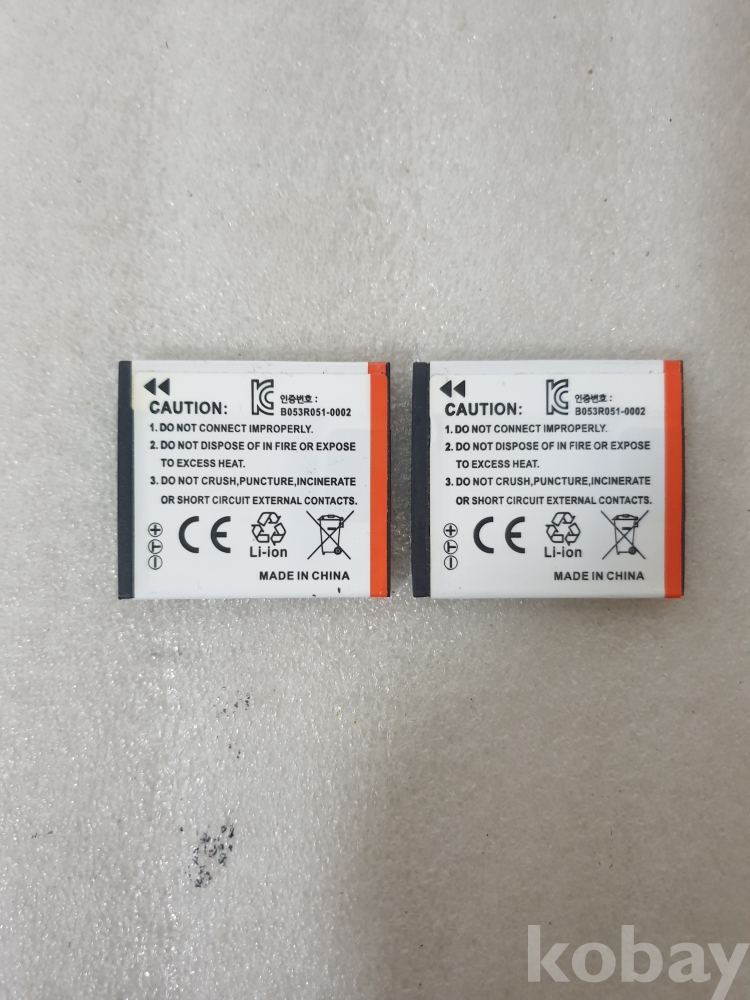 CAUTION:
인증번호 :
B053R051-0002
1. DO NOT CONNECT IMPROPERLY.
2. DO NOT DISPOSE OF IN FIRE OR EXPOSE
TO EXCESS HEAT.
3. DO NOT CRUSH,PUNCTURE,INCINERATE
OR SHORT CIRCUIT EXTERNAL CONTACTS.
+
T
−
CE
Li-ion
MADE IN CHINA
CAUTION:
인증번호 :
B053R051-0002
1. DO NOT CONNECT IMPROPERLY.
2. DO NOT DISPOSE OF IN FIRE OR EXPOSE
TO EXCESS HEAT.
3. DO NOT CRUSH,PUNCTURE,INCINERATE
OR SHORT CIRCUIT EXTERNAL CONTACTS.
+
T
−
CE
Li-ion
MADE IN CHINA
kobay